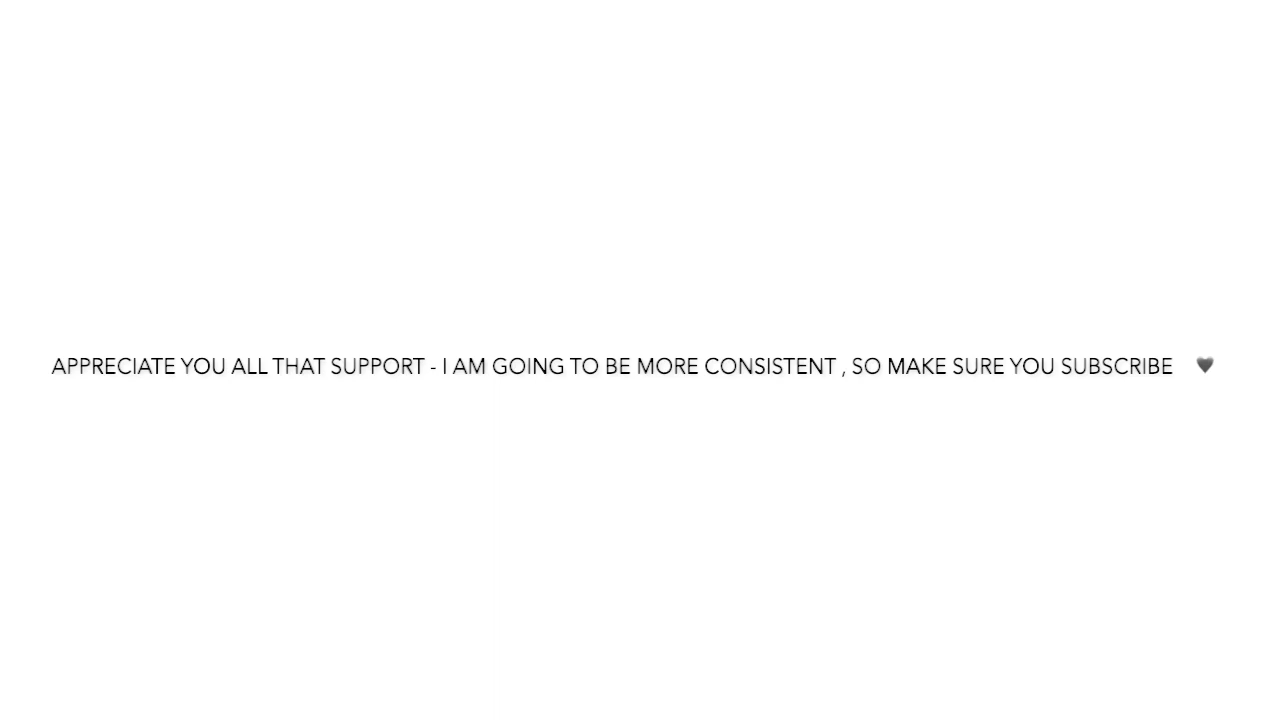 APPRECIATE YOU ALL THAT SUPPORT - I AM GOING TO BE MORE CONSISTENT , SO MAKE SURE YOU SUBSCRIBE 🖤